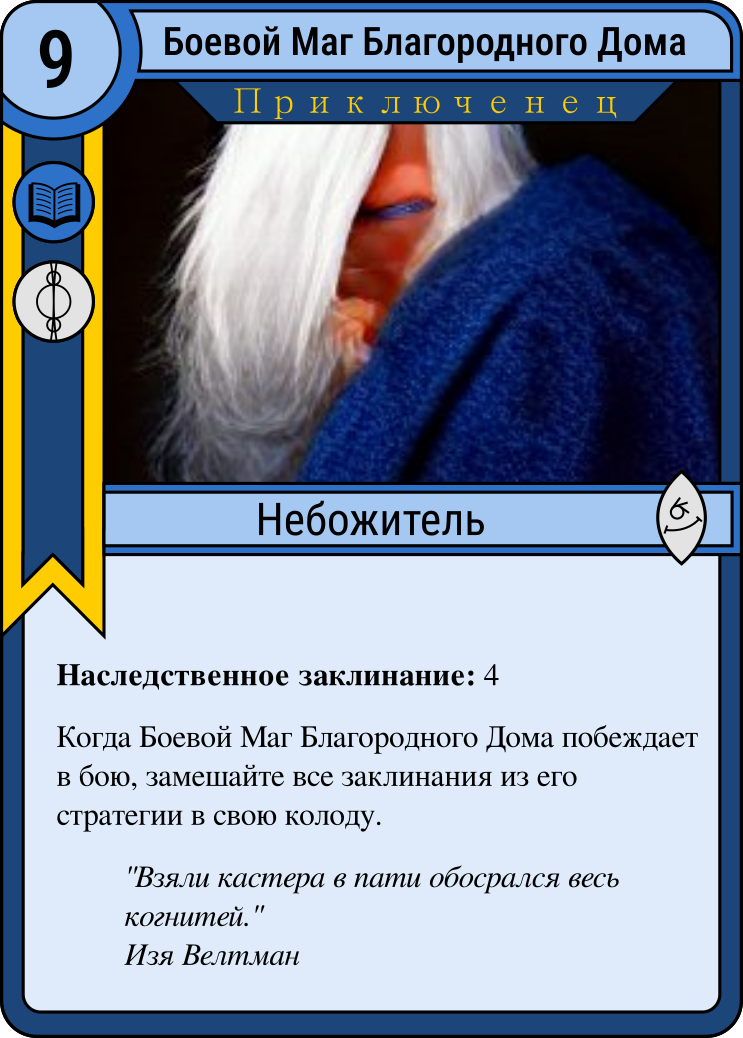 9
Боевой Маг Благородного Дома
Приключенец
Небожитель
Наследственное заклинание: 4
Когда Боевой Маг Благородного Дома побеждает
в бою, замешайте все заклинания из его
стратегии в свою колоду.
"Взяли кастера в пати обосрался весь
когнитей."
Изя Велтман